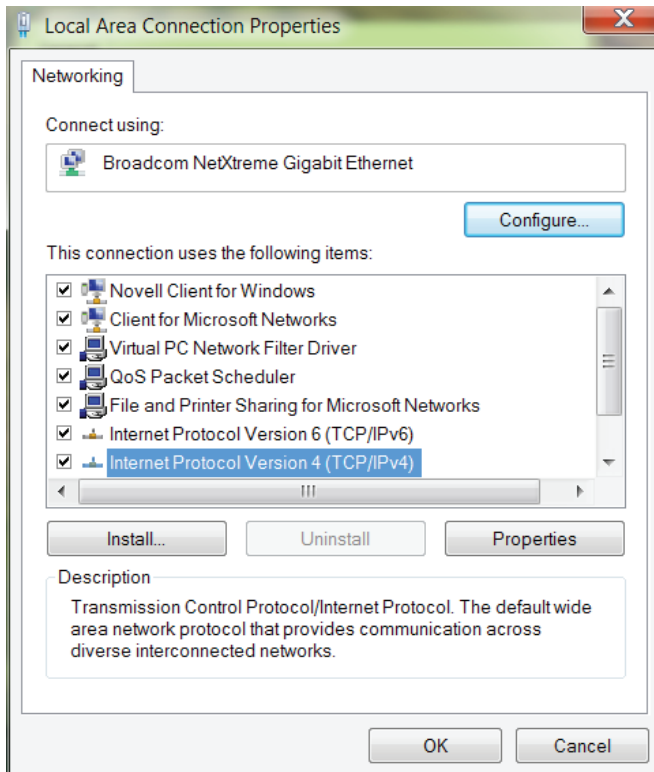 Local Area Connection Properties
X
Networking
Connect using:
Broadcom NetXtreme Gigabit Ethernet
Configure...
This connection uses the following items:
Novell Client for Windows
Client for Microsoft Networks
Virtual PC Network Filter Driver
QoS Packet Scheduler
File and Printer Sharing for Microsoft Networks
Internet Protocol Version 6 (TCP/IPv6)
Internet Protocol Version 4 (TCP/IPv4)
Install...
Uninstall
Properties
Description
Transmission Control Protocol/Internet Protocol. The default wide
area network protocol that provides communication across
diverse interconnected networks.
OK
Cancel